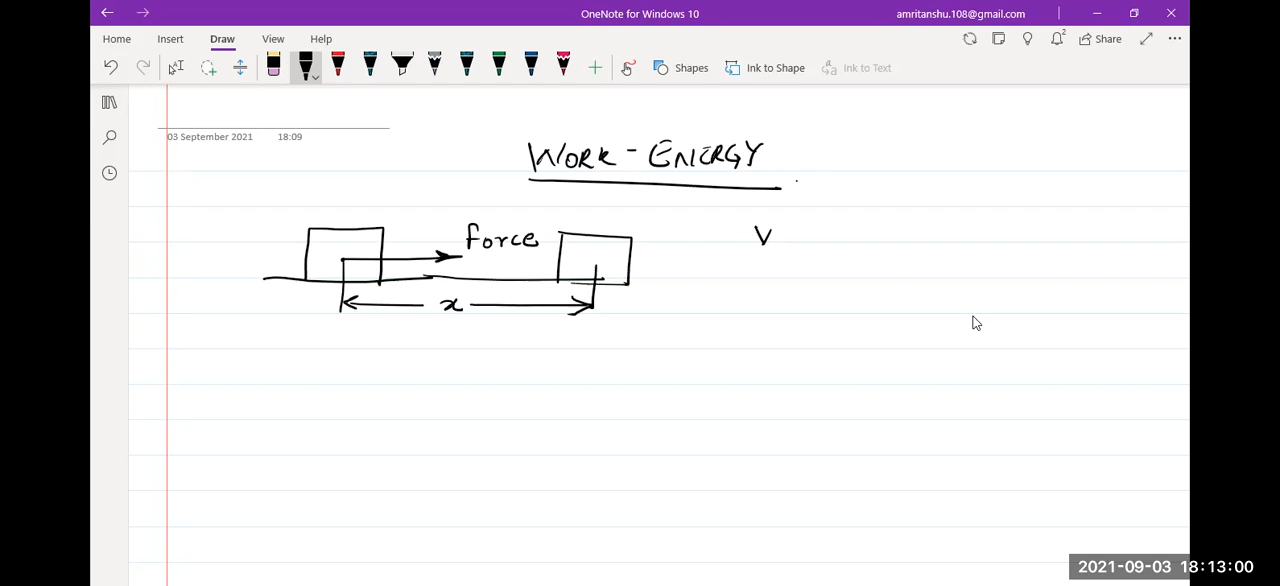 OneNote for Windows 10
amritanshu.108@gmail.com
Home Insert Draw View Help
2
Share
Shapes
Ink to Shape
Ink to Text
03 September 2021 18:09
WORK - ENERGY
force
x
V
2021-09-03 18:13:00